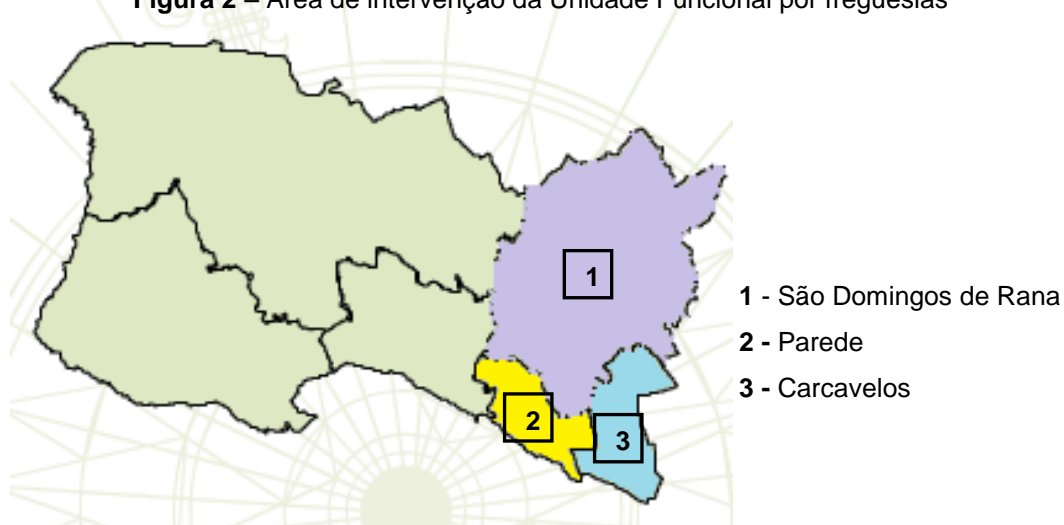 Figura 2 – Área de intervenção da Unidade Funcional por freguesias
1
1 - São Domingos de Rana
2 - Parede
3 - Carcavelos
2
3